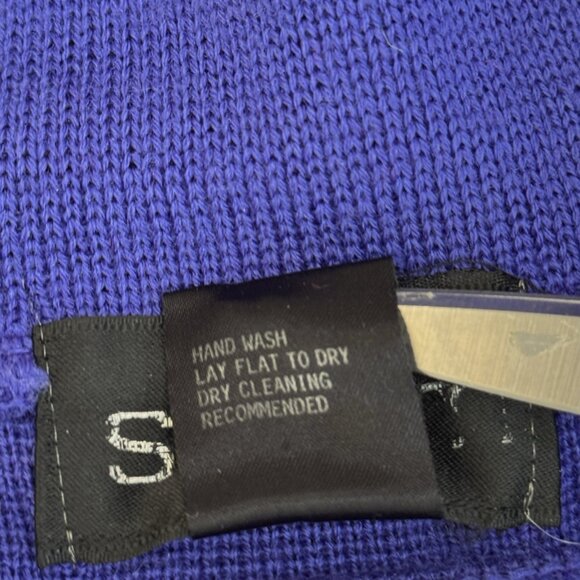 HAND WASH
LAY FLAT TO DRY
DRY CLEANING
RECOMMENDED
S